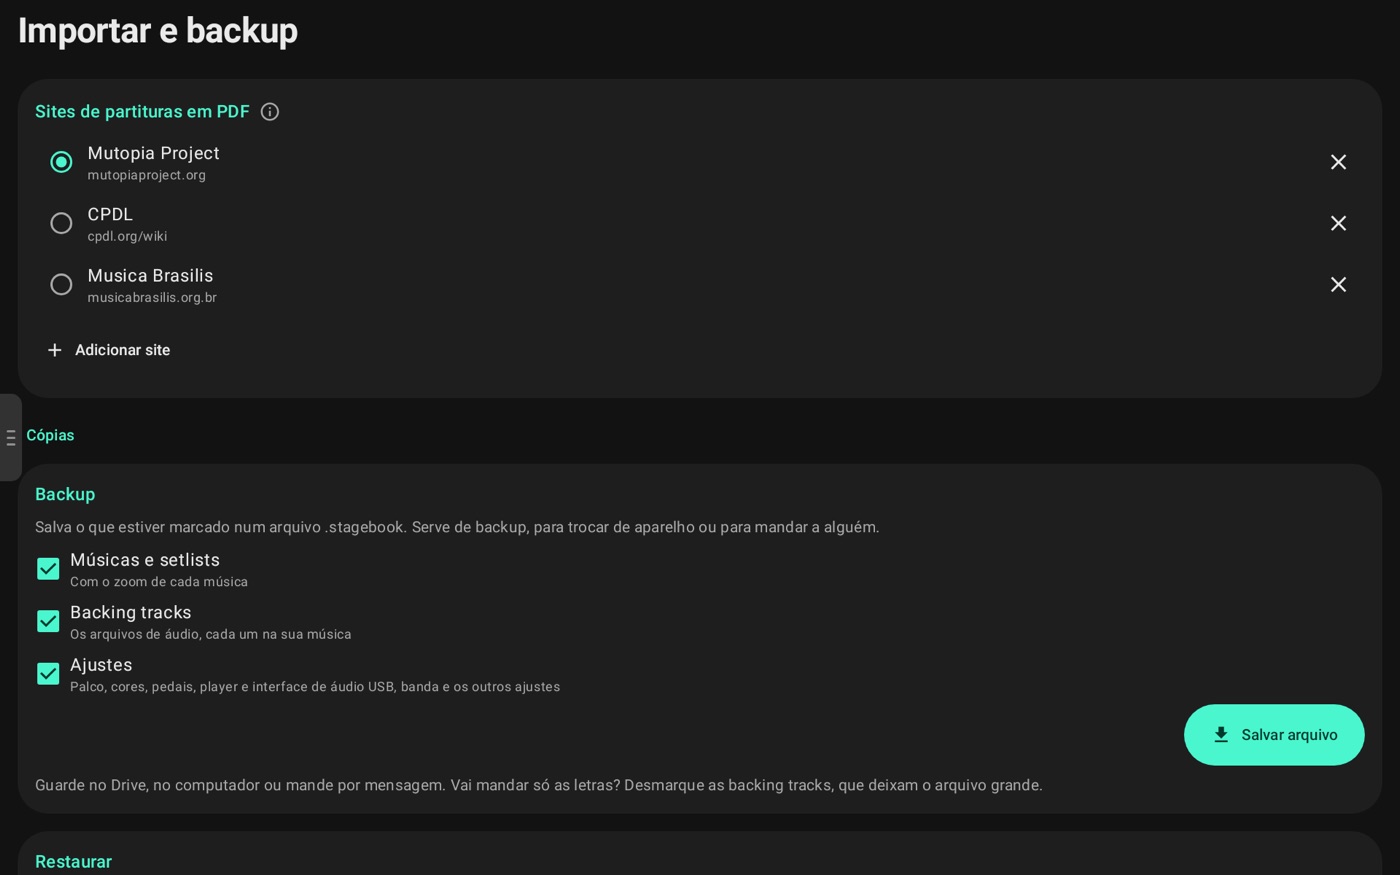 Importar e backup
Sites de partituras em PDF
Mutopia Project
mutopiaproject.org
CPDL
cpdl.org/wiki
Musica Brasilis
musicabrasilis.org.br
Adicionar site
Cópias
Backup
Salva o que estiver marcado num arquivo .stagebook. Serve de backup, para trocar de aparelho ou para mandar a alguém.
Músicas e setlists
Com o zoom de cada música
Backing tracks
Os arquivos de áudio, cada um na sua música
Ajustes
Palco, cores, pedais, player e interface de áudio USB, banda e os outros ajustes
Salvar arquivo
Guarde no Drive, no computador ou mande por mensagem. Vai mandar só as letras? Desmarque as backing tracks, que deixam o arquivo grande.
Restaurar